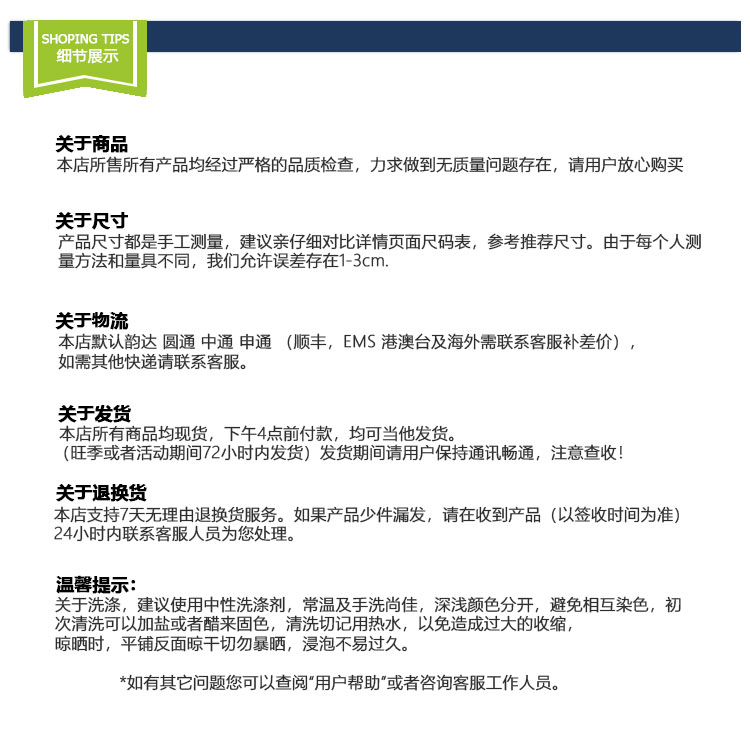 SHOPING TIPS
细节展示
关于商品
本店所售所有产品均经过严格的品质检查，力求做到无质量问题存在，请用户放心购买
关于尺寸
产品尺寸都是手工测量，建议亲仔细对比详情页面尺码表，参考推荐尺寸。由于每个人测
量方法和量具不同，我们允许误差存在1-3cm.
关于物流
本店默认韵达 圆通 中通 申通 （顺丰，EMS 港澳台及海外需联系客服补差价），
如需其他快递请联系客服。
关于发货
本店所有商品均现货，下午4点前付款，均可当他发货。
（旺季或者活动期间72小时内发货）发货期间请用户保持通讯畅通，注意查收！
关于退换货
本店支持7天无理由退换货服务。如果产品少件漏发，请在收到产品（以签收时间为准）
24小时内联系客服人员为您处理。
温馨提示：
关于洗涤，建议使用中性洗涤剂，常温及手洗尚佳，深浅颜色分开，避免相互染色，初
次清洗可以加盐或者醋来固色，清洗切记用热水，以免造成过大的收缩，
晾晒时，平铺反面晾干切勿暴晒，浸泡不易过久。
*如有其它问题您可以查阅“用户帮助”或者咨询客服工作人员。